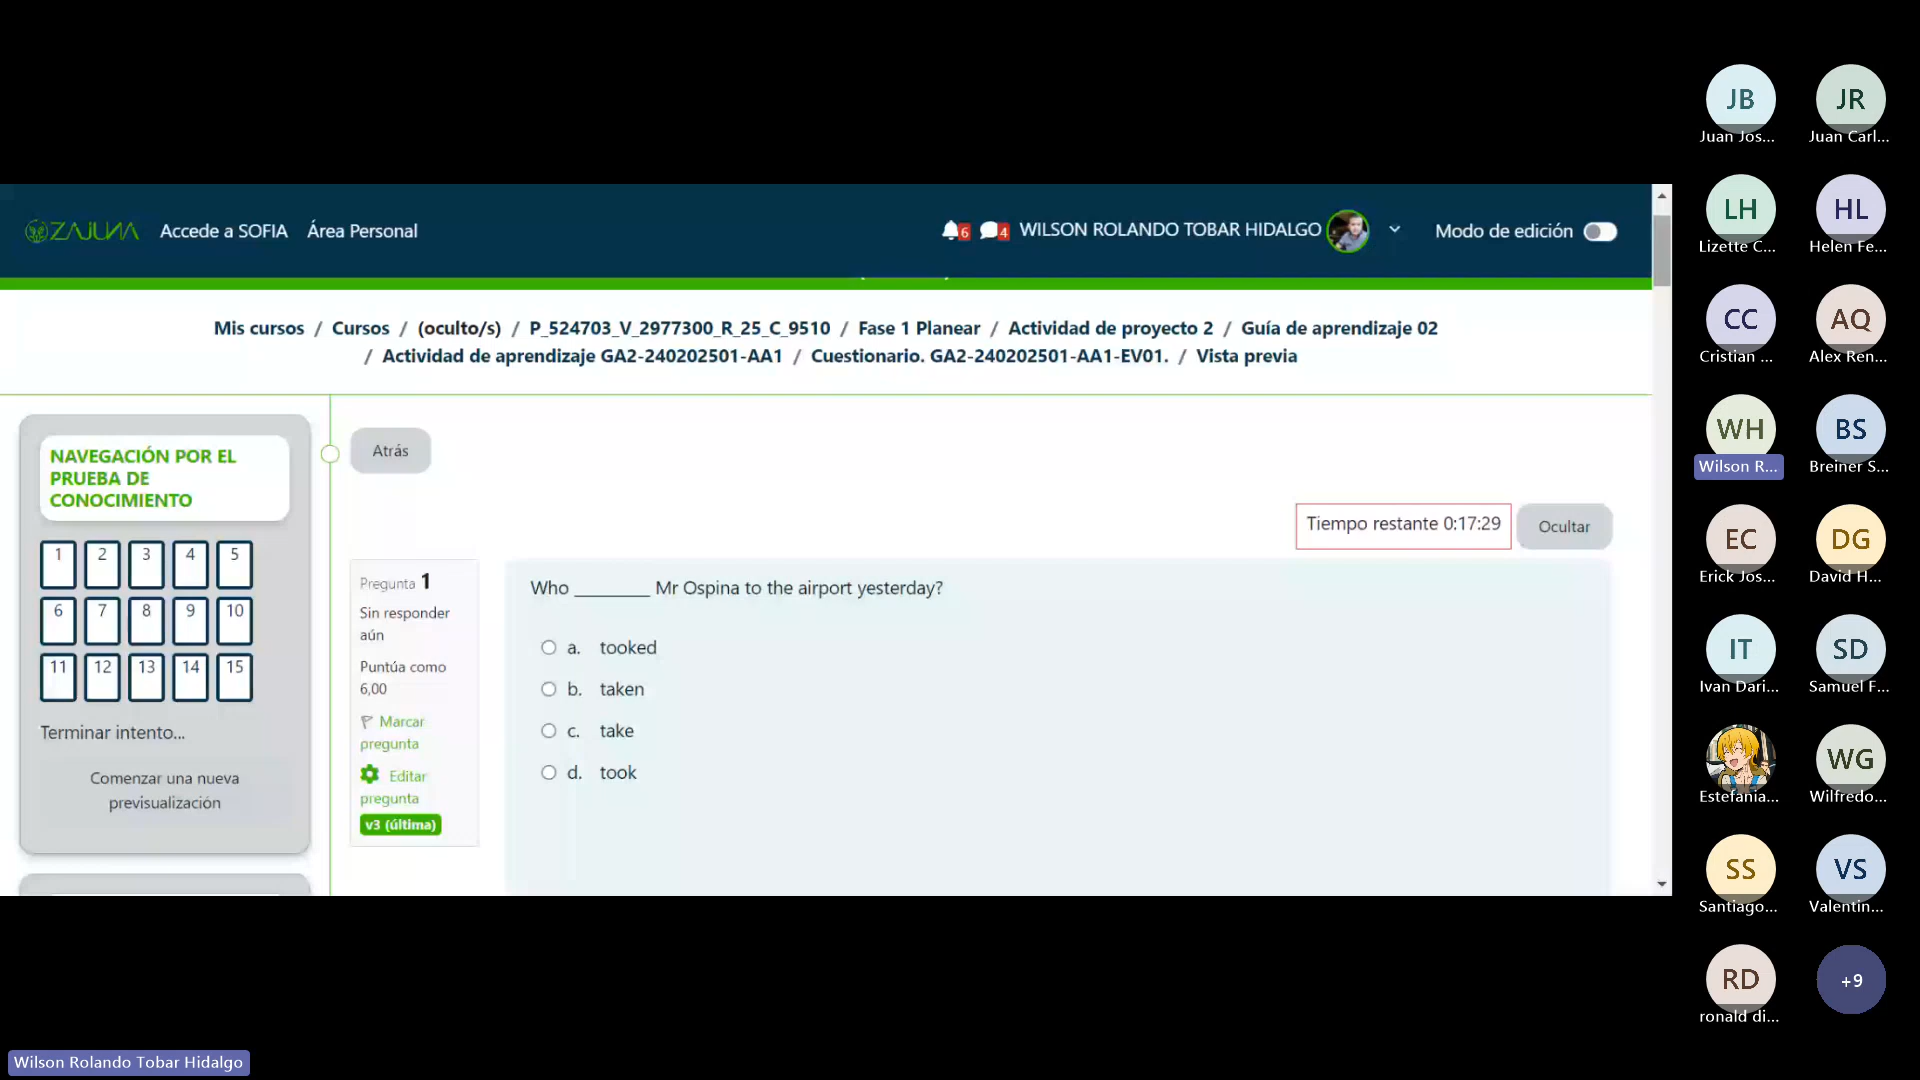 ZAJUNA Accede a SOFIA Área Personal 6 4 WILSON ROLANDO TOBAR HIDALGO Modo de edición
Mis cursos / Cursos / (oculto/s) / P_524703_V_2977300_R_25_C_9510 / Fase 1 Planear / Actividad de proyecto 2 / Guía de aprendizaje 02
/ Actividad de aprendizaje GA2-240202501-AA1 / Cuestionario. GA2-240202501-AA1-EV01. / Vista previa
NAVEGACIÓN POR EL
PRUEBA DE
CONOCIMIENTO
1 2 3 4 5
6 7 8 9 10
11 12 13 14 15
Terminar intento...
Comenzar una nueva
previsualización
Atrás
Tiempo restante 0:17:29
Ocultar
Pregunta 1
Sin responder
aún
Puntúa como
6,00
Marcar
pregunta
Editar
pregunta
v3 (última)
Who ________ Mr Ospina to the airport yesterday?
a. tooked
b. taken
c. take
d. took
JB JR
Juan Jos... Juan Carl...
LH HL
Lizette C... Helen Fe...
CC AQ
Cristian ... Alex Ren...
WH BS
Wilson R... Breiner S...
EC DG
Erick Jos... David H...
IT SD
Ivan Dari... Samuel F...
WG
Estefania... Wilfredo...
SS VS
Santiago... Valentin...
RD +9
ronald di...
Wilson Rolando Tobar Hidalgo